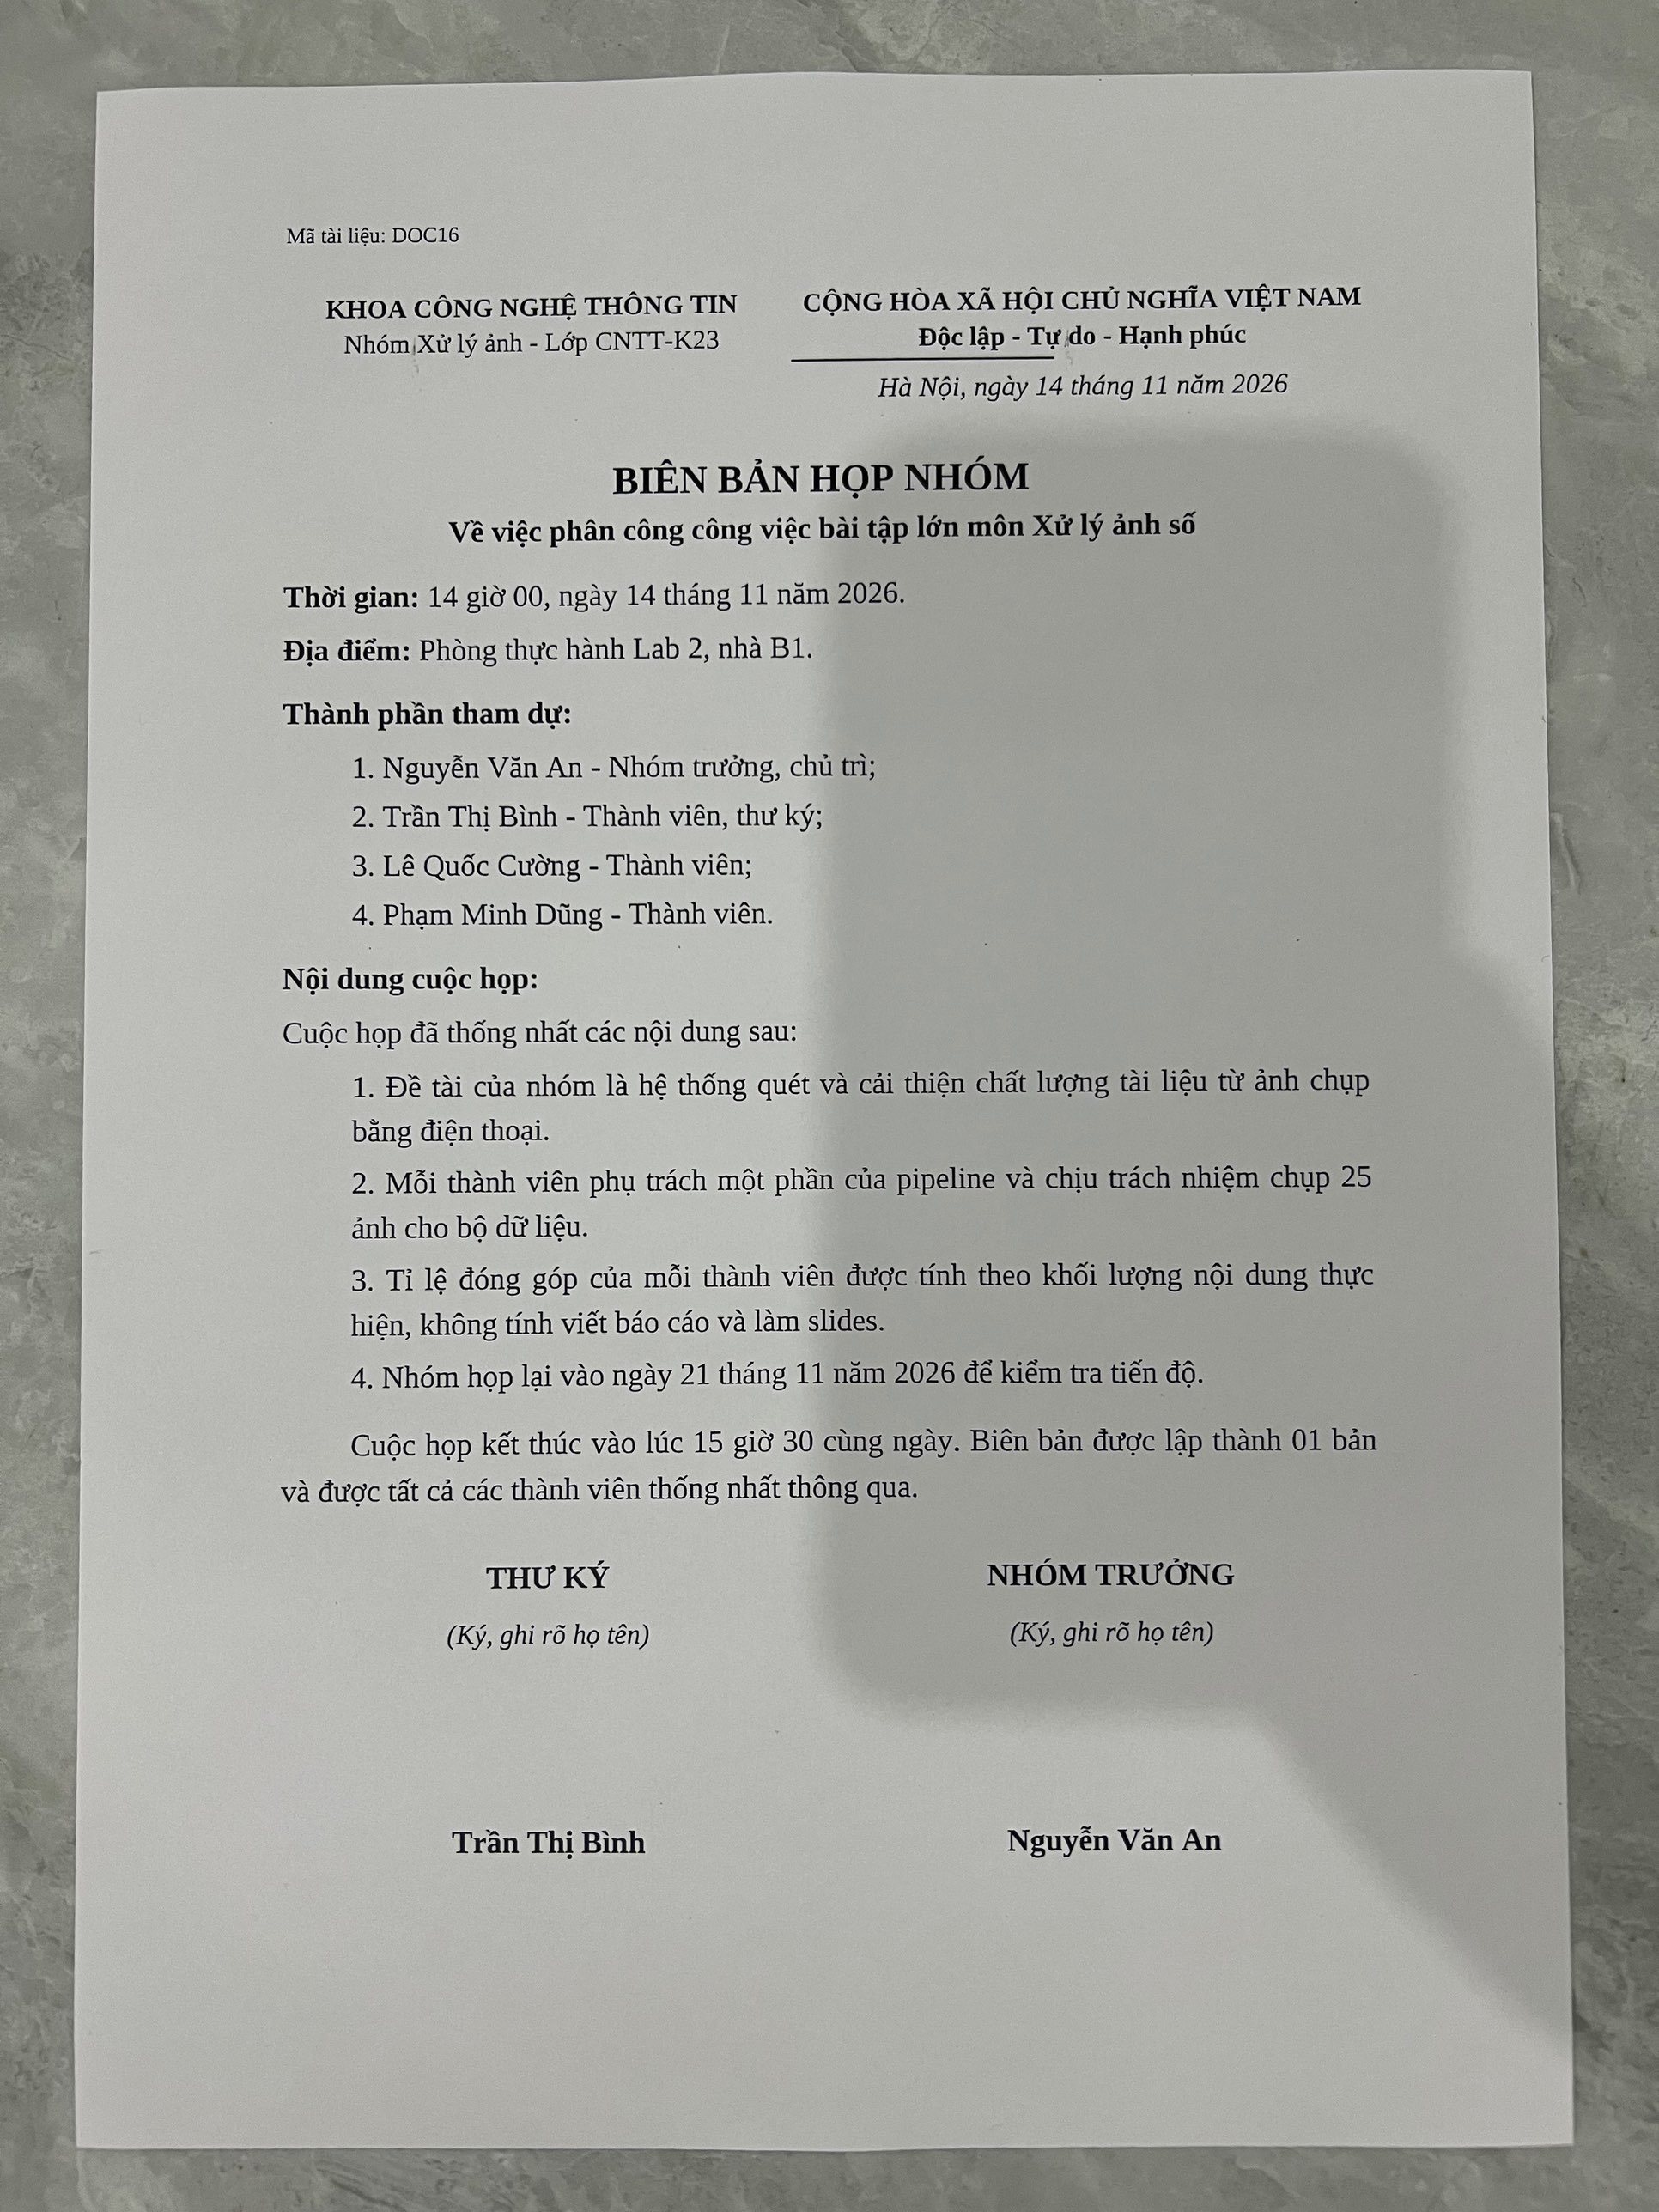 Mã tài liệu: DOC16
KHOA CÔNG NGHỆ THÔNG TIN
Nhóm Xử lý ảnh - Lớp CNTT-K23
CỘNG HÒA XÃ HỘI CHỦ NGHĨA VIỆT NAM
Độc lập - Tự do - Hạnh phúc
Hà Nội, ngày 14 tháng 11 năm 2026
BIÊN BẢN HỌP NHÓM
Về việc phân công công việc bài tập lớn môn Xử lý ảnh số
Thời gian: 14 giờ 00, ngày 14 tháng 11 năm 2026.
Địa điểm: Phòng thực hành Lab 2, nhà B1.
Thành phần tham dự:
1. Nguyễn Văn An - Nhóm trưởng, chủ trì;
2. Trần Thị Bình - Thành viên, thư ký;
3. Lê Quốc Cường - Thành viên;
4. Phạm Minh Dũng - Thành viên.
Nội dung cuộc họp:
Cuộc họp đã thống nhất các nội dung sau:
1. Đề tài của nhóm là hệ thống quét và cải thiện chất lượng tài liệu từ ảnh chụp
bằng điện thoại.
2. Mỗi thành viên phụ trách một phần của pipeline và chịu trách nhiệm chụp 25
ảnh cho bộ dữ liệu.
3. Tỉ lệ đóng góp của mỗi thành viên được tính theo khối lượng nội dung thực
hiện, không tính viết báo cáo và làm slides.
4. Nhóm họp lại vào ngày 21 tháng 11 năm 2026 để kiểm tra tiến độ.
Cuộc họp kết thúc vào lúc 15 giờ 30 cùng ngày. Biên bản được lập thành 01 bản
và được tất cả các thành viên thống nhất thông qua.
THƯ KÝ
(Ký, ghi rõ họ tên)
Trần Thị Bình
NHÓM TRƯỞNG
(Ký, ghi rõ họ tên)
Nguyễn Văn An